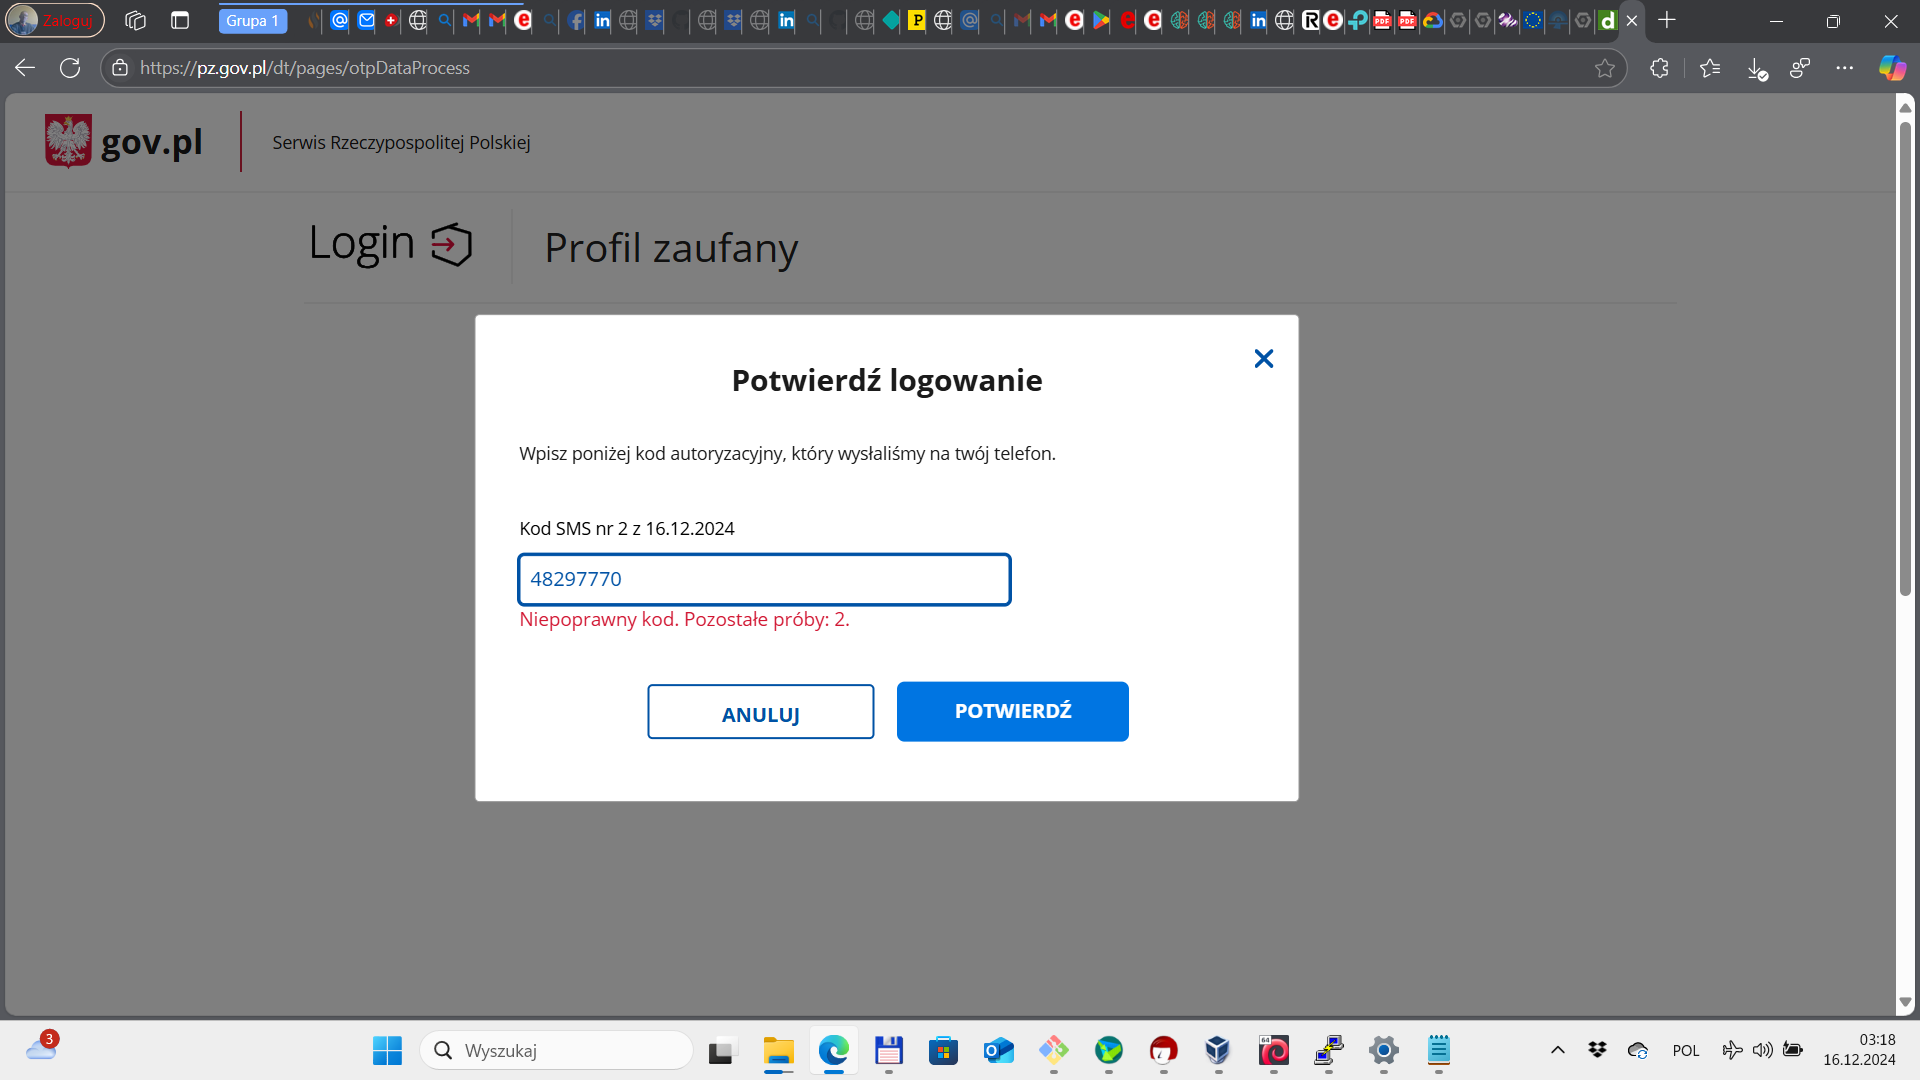 Zaloguj
Grupa 1
https://pz.gov.pl/dt/pages/otpDataProcess
gov.pl
Serwis Rzeczypospolitej Polskiej
Login
Profil zaufany
Potwierdź logowanie
Wpisz poniżej kod autoryzacyjny, który wysłaliśmy na twój telefon.
Kod SMS nr 2 z 16.12.2024
48297770
Niepoprawny kod. Pozostałe próby: 2.
ANULUJ
POTWIERDŹ
3
Wyszukaj
64
POL
03:18
16.12.2024